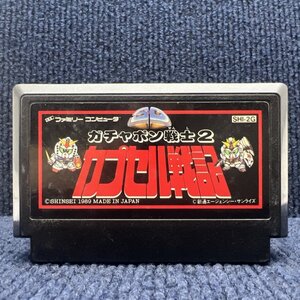 ファミリー コンピュータ
SHI-2G
ガチャポン戦士2
カプセル戦記
©SHINSEI 1989 MADE IN JAPAN
©創通エージェンシー・サンライズ